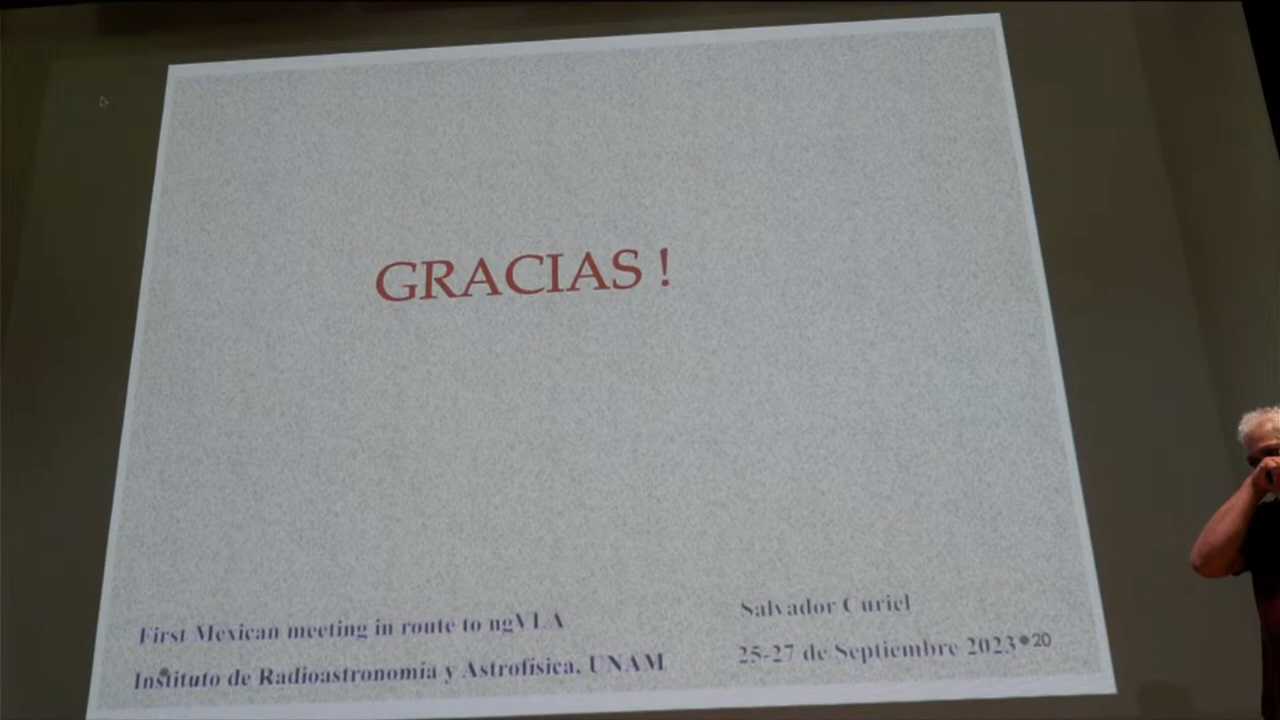 GRACIAS !
First Mexican meeting in route to ngVLA
Instituto de Radioastronomía y Astrofísica, UNAM
Salvador Curiel
25-27 de Septiembre 2023
20